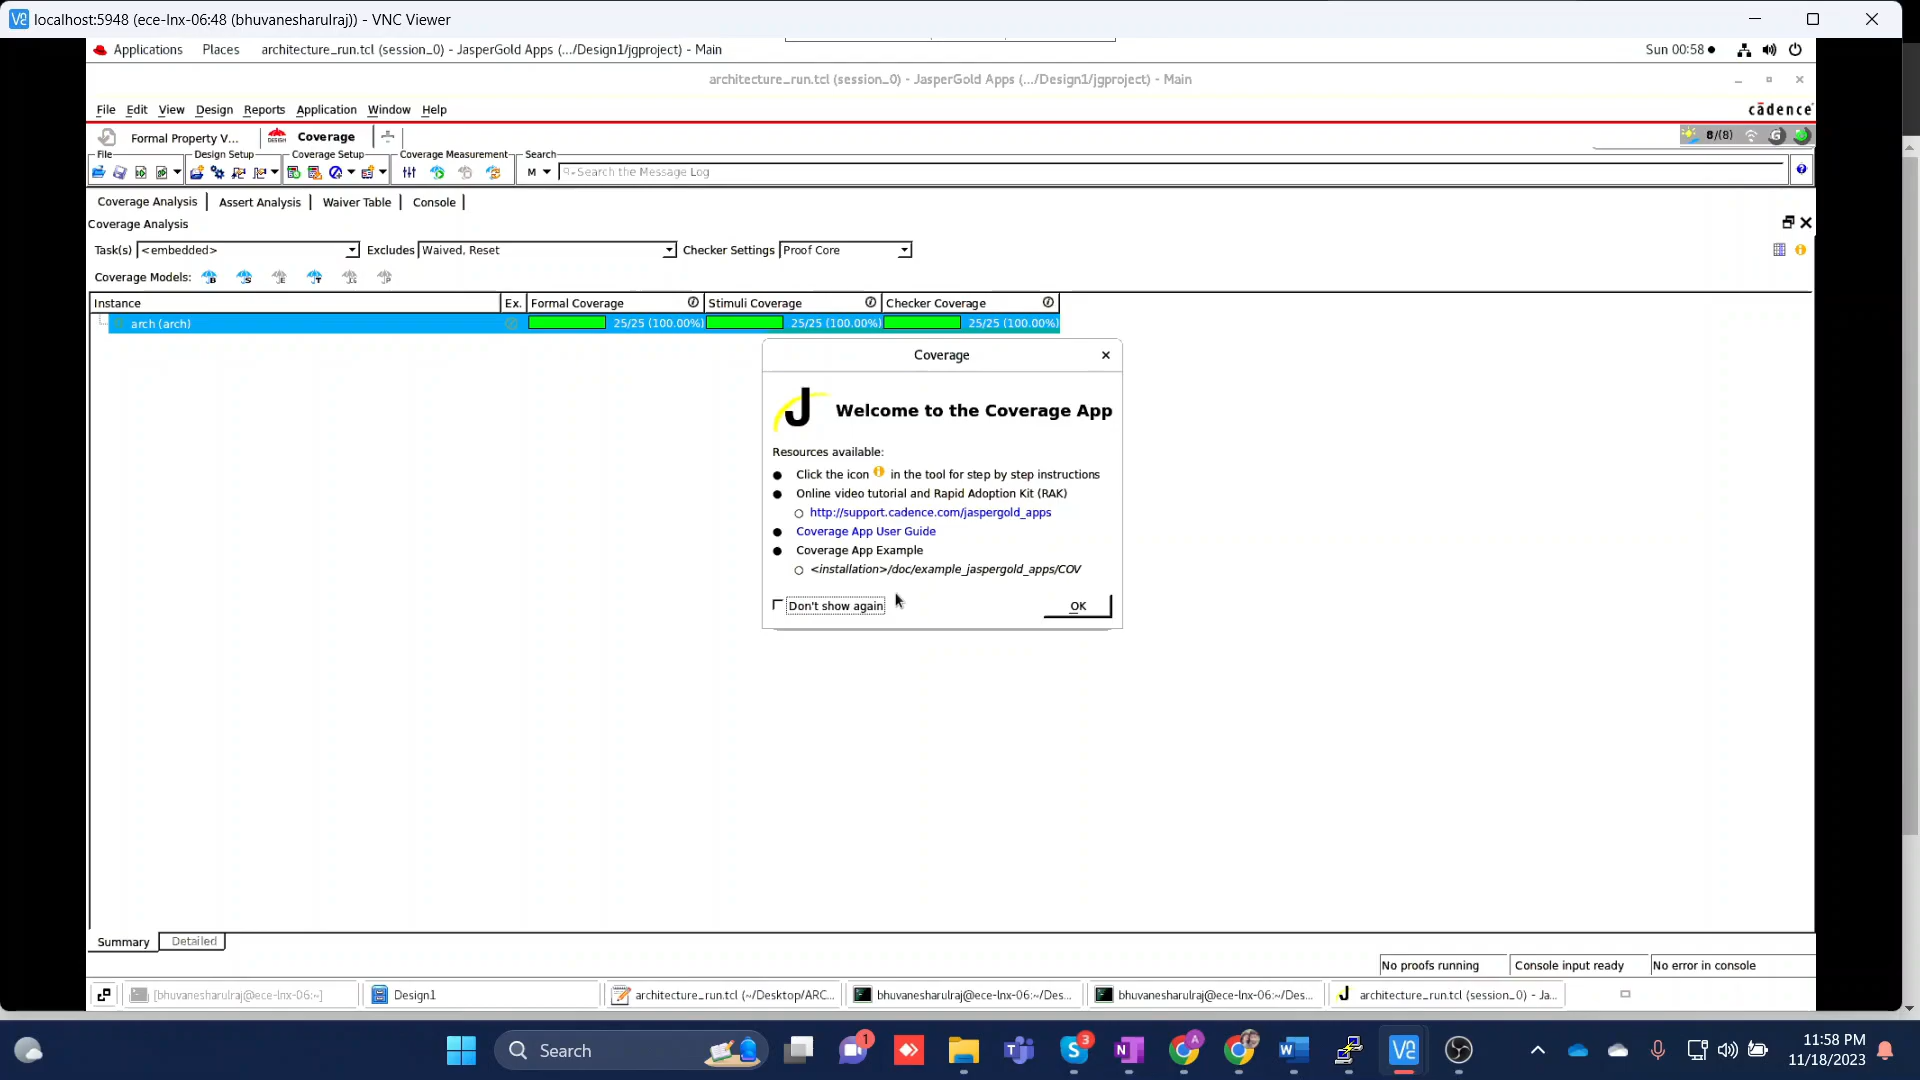 localhost:5948 (ece-lnx-06:48 (bhuvanesharulraj)) - VNC Viewer
Applications Places architecture_run.tcl (session_0) - JasperGold Apps (.../Design1/jgproject) - Main Sun 00:58
architecture_run.tcl (session_0) - JasperGold Apps (.../Design1/jgproject) - Main
File Edit View Design Reports Application Window Help cādence
Formal Property V... Coverage 8/(8)
File Design Setup Coverage Setup Coverage Measurement Search
M Search the Message Log
Coverage Analysis Assert Analysis Waiver Table Console
Coverage Analysis
Task(s) <embedded> Excludes Waived, Reset Checker Settings Proof Core
Coverage Models:
Instance Ex. Formal Coverage Stimuli Coverage Checker Coverage
arch (arch) 25/25 (100.00%) 25/25 (100.00%) 25/25 (100.00%)
Coverage
Welcome to the Coverage App
Resources available:
Click the icon in the tool for step by step instructions
Online video tutorial and Rapid Adoption Kit (RAK)
http://support.cadence.com/jaspergold_apps
Coverage App User Guide
Coverage App Example
<installation>/doc/example_jaspergold_apps/COV
Don't show again OK
Summary Detailed
No proofs running Console input ready No error in console
[bhuvanesharulraj@ece-lnx-06:~] Design1 architecture_run.tcl (~/Desktop/ARC... bhuvanesharulraj@ece-lnx-06:~/Des... bhuvanesharulraj@ece-lnx-06:~/Des... architecture_run.tcl (session_0) - Ja...
Search 1 3 11:58 PM
11/18/2023